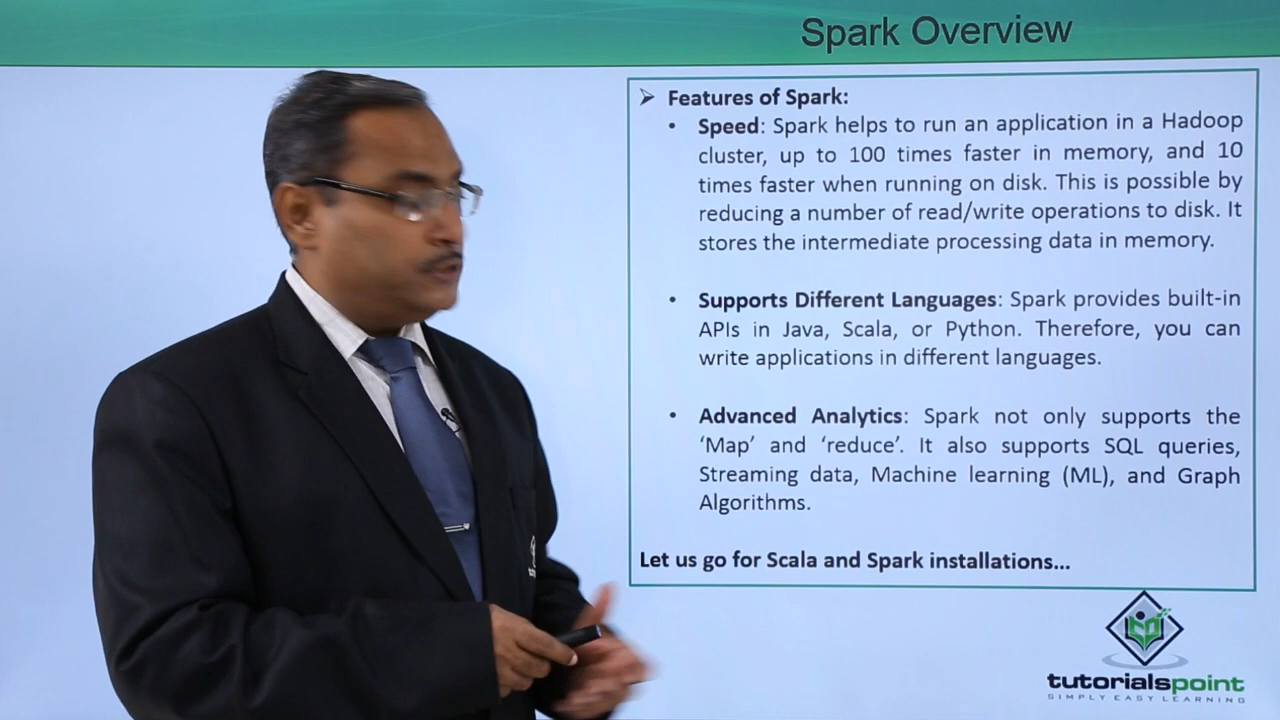 Spark Overview
➢ Features of Spark:
• Speed: Spark helps to run an application in a Hadoop
cluster, up to 100 times faster in memory, and 10
times faster when running on disk. This is possible by
reducing a number of read/write operations to disk. It
stores the intermediate processing data in memory.
• Supports Different Languages: Spark provides built-in
APIs in Java, Scala, or Python. Therefore, you can
write applications in different languages.
• Advanced Analytics: Spark not only supports the
‘Map’ and ‘reduce’. It also supports SQL queries,
Streaming data, Machine learning (ML), and Graph
Algorithms.
Let us go for Scala and Spark installations...
tutorialspoint
SIMPLY EASY LEARNING